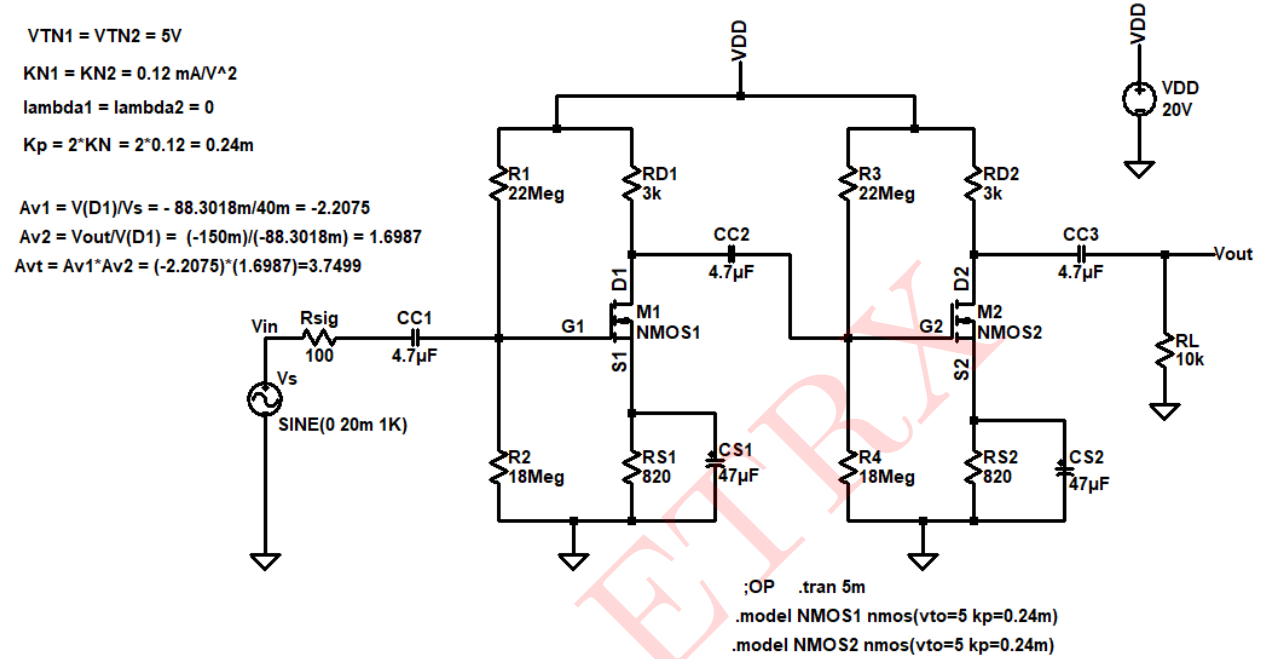 VTN1 = VTN2 = 5V
KN1 = KN2 = 0.12 mA/V^2
lambda1 = lambda2 = 0
Kp = 2*KN = 2*0.12 = 0.24m
Av1 = V(D1)/Vs = - 88.3018m/40m = -2.2075
Av2 = Vout/V(D1) = (-150m)/(-88.3018m) = 1.6987
Avt = Av1*Av2 = (-2.2075)*(1.6987)=3.7499
VDD
VDD
VDD
20V
R1
22Meg
RD1
3k
R3
22Meg
RD2
3k
CC2
4.7µF
CC3
4.7µF
Vout
D1
D2
Vin
Rsig
100
CC1
4.7µF
G1
M1
NMOS1
S1
G2
M2
NMOS2
S2
RL
10k
Vs
SINE(0 20m 1K)
R2
18Meg
RS1
820
CS1
47µF
R4
18Meg
RS2
820
CS2
47µF
;OP .tran 5m
.model NMOS1 nmos(vto=5 kp=0.24m)
.model NMOS2 nmos(vto=5 kp=0.24m)
ETRX